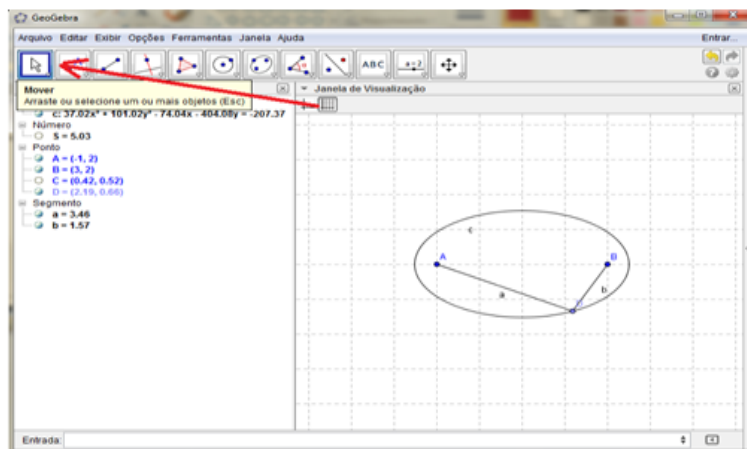 GeoGebra
Arquivo Editar Exibir Opções Ferramentas Janela Ajuda
Entrar...
ABC
a=2
Mover
Arraste ou selecione um ou mais objetos (Esc)
Janela de Visualização
c: 37.02x² + 101.02y² - 74.04x - 404.08y = -207.37
Número
S = 5.03
Ponto
A = (-1, 2)
B = (3, 2)
C = (0.42, 0.52)
D = (2.19, 0.66)
Segmento
a = 3.46
b = 1.57
c
A
B
a
b
D
Entrada: